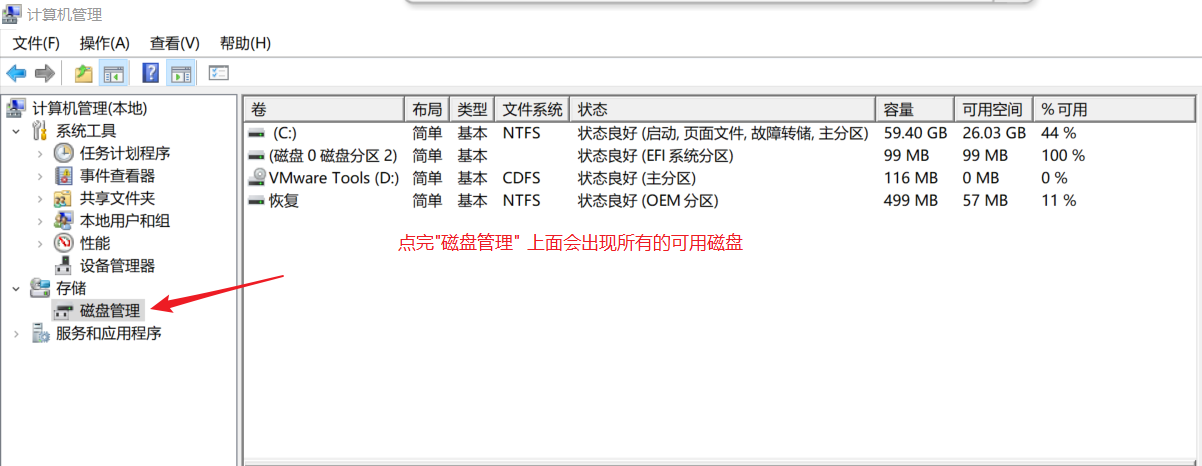 计算机管理
文件(F) 操作(A) 查看(V) 帮助(H)
计算机管理(本地)
系统工具
任务计划程序
事件查看器
共享文件夹
本地用户和组
性能
设备管理器
存储
磁盘管理
服务和应用程序
卷 布局 类型 文件系统 状态 容量 可用空间 % 可用
(C:) 简单 基本 NTFS 状态良好 (启动, 页面文件, 故障转储, 主分区) 59.40 GB 26.03 GB 44 %
(磁盘 0 磁盘分区 2) 简单 基本 状态良好 (EFI 系统分区) 99 MB 99 MB 100 %
VMware Tools (D:) 简单 基本 CDFS 状态良好 (主分区) 116 MB 0 MB 0 %
恢复 简单 基本 NTFS 状态良好 (OEM 分区) 499 MB 57 MB 11 %
点完"磁盘管理" 上面会出现所有的可用磁盘